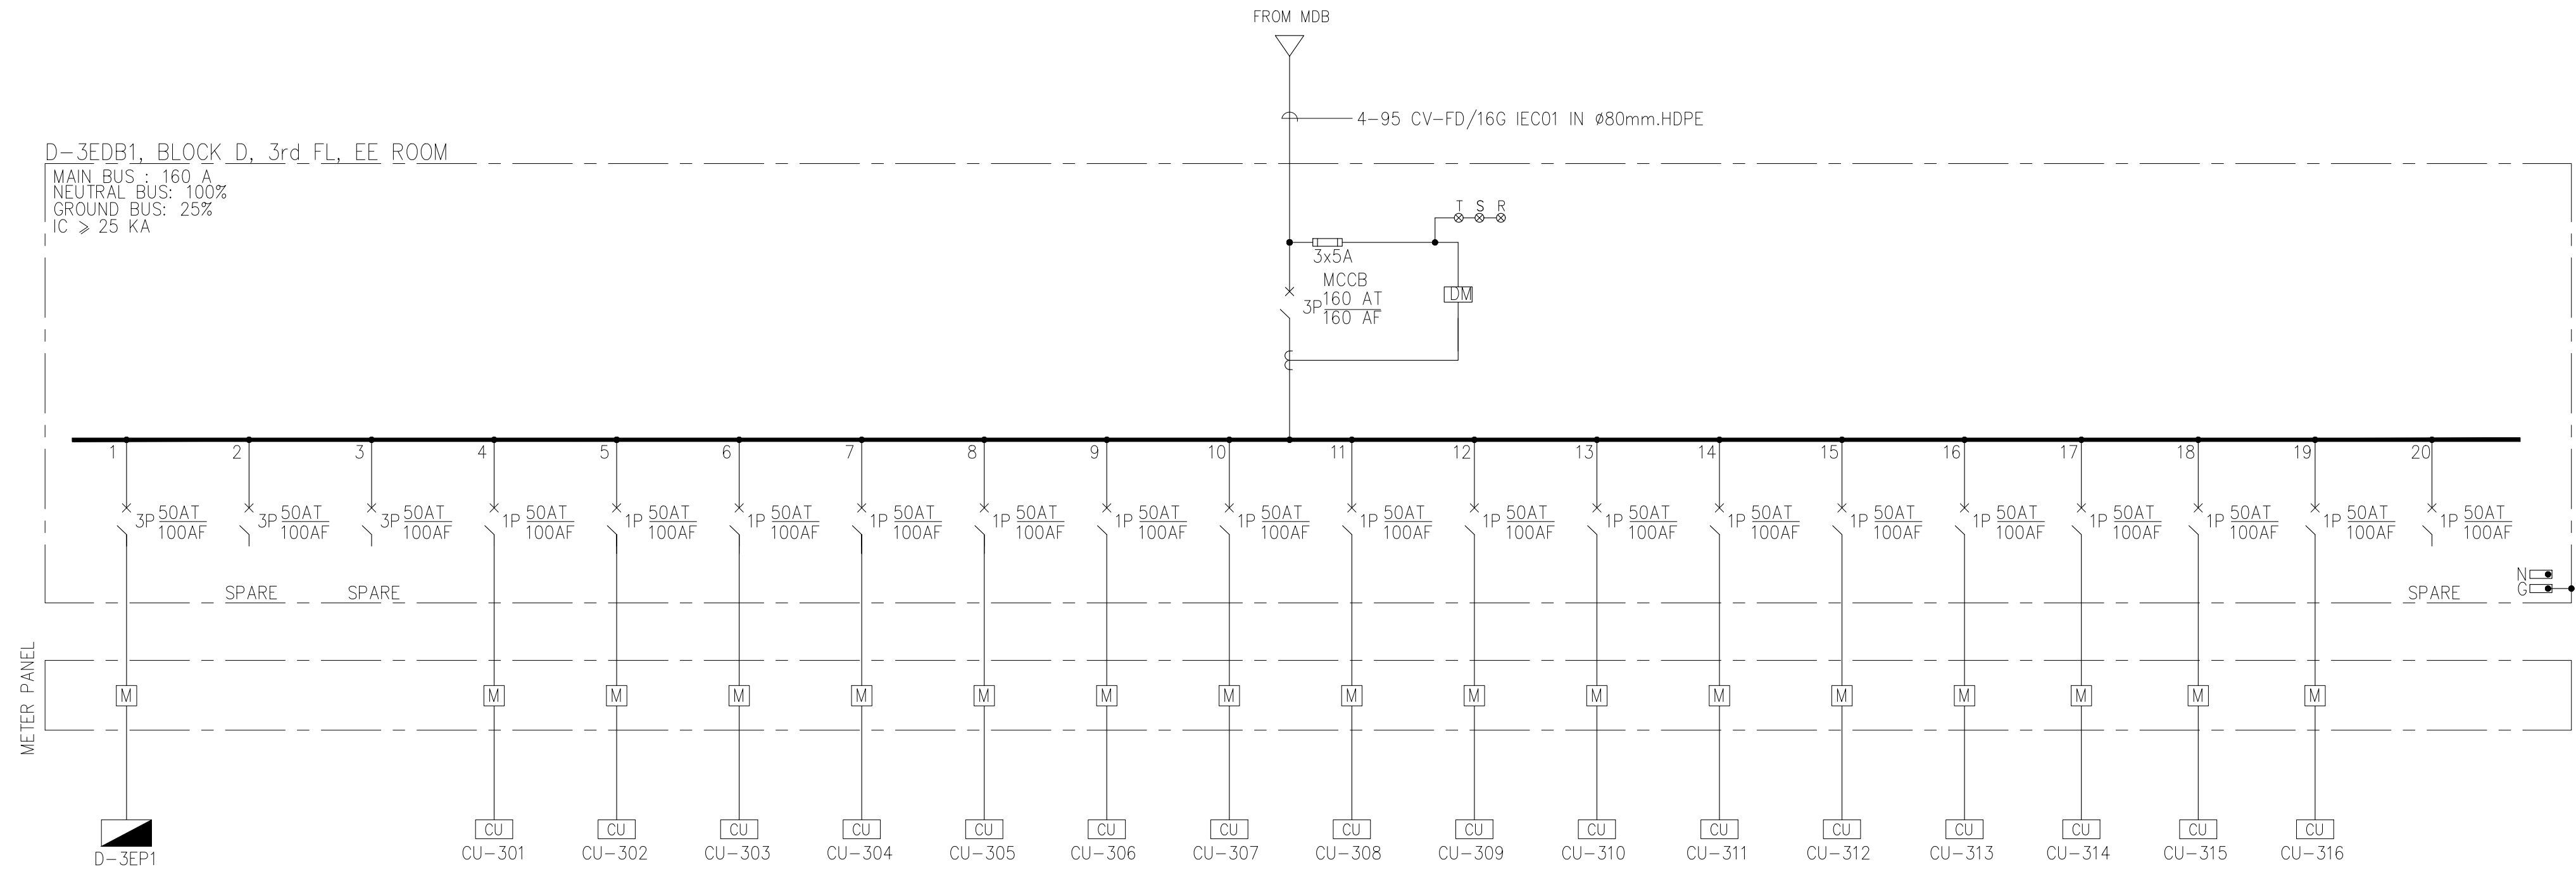 FROM MDB
4-95 CV-FD/16G IEC01 IN ø80mm.HDPE
D-3EDB1, BLOCK D, 3rd FL, EE ROOM
MAIN BUS : 160 A
NEUTRAL BUS: 100%
GROUND BUS: 25%
IC ⩾ 25 KA
T S R
3x5A
MCCB
3P 160 AT
160 AF
DM
1 2 3 4 5 6 7 8 9 10 11 12 13 14 15 16 17 18 19 20
3P 50AT 3P 50AT 3P 50AT 1P 50AT 1P 50AT 1P 50AT 1P 50AT 1P 50AT 1P 50AT 1P 50AT 1P 50AT 1P 50AT 1P 50AT 1P 50AT 1P 50AT 1P 50AT 1P 50AT 1P 50AT 1P 50AT 1P 50AT
100AF 100AF 100AF 100AF 100AF 100AF 100AF 100AF 100AF 100AF 100AF 100AF 100AF 100AF 100AF 100AF 100AF 100AF 100AF 100AF
N
G
SPARE SPARE SPARE
METER PANEL
M M M M M M M M M M M M M M M M M
CU CU CU CU CU CU CU CU CU CU CU CU CU CU CU CU
D-3EP1 CU-301 CU-302 CU-303 CU-304 CU-305 CU-306 CU-307 CU-308 CU-309 CU-310 CU-311 CU-312 CU-313 CU-314 CU-315 CU-316